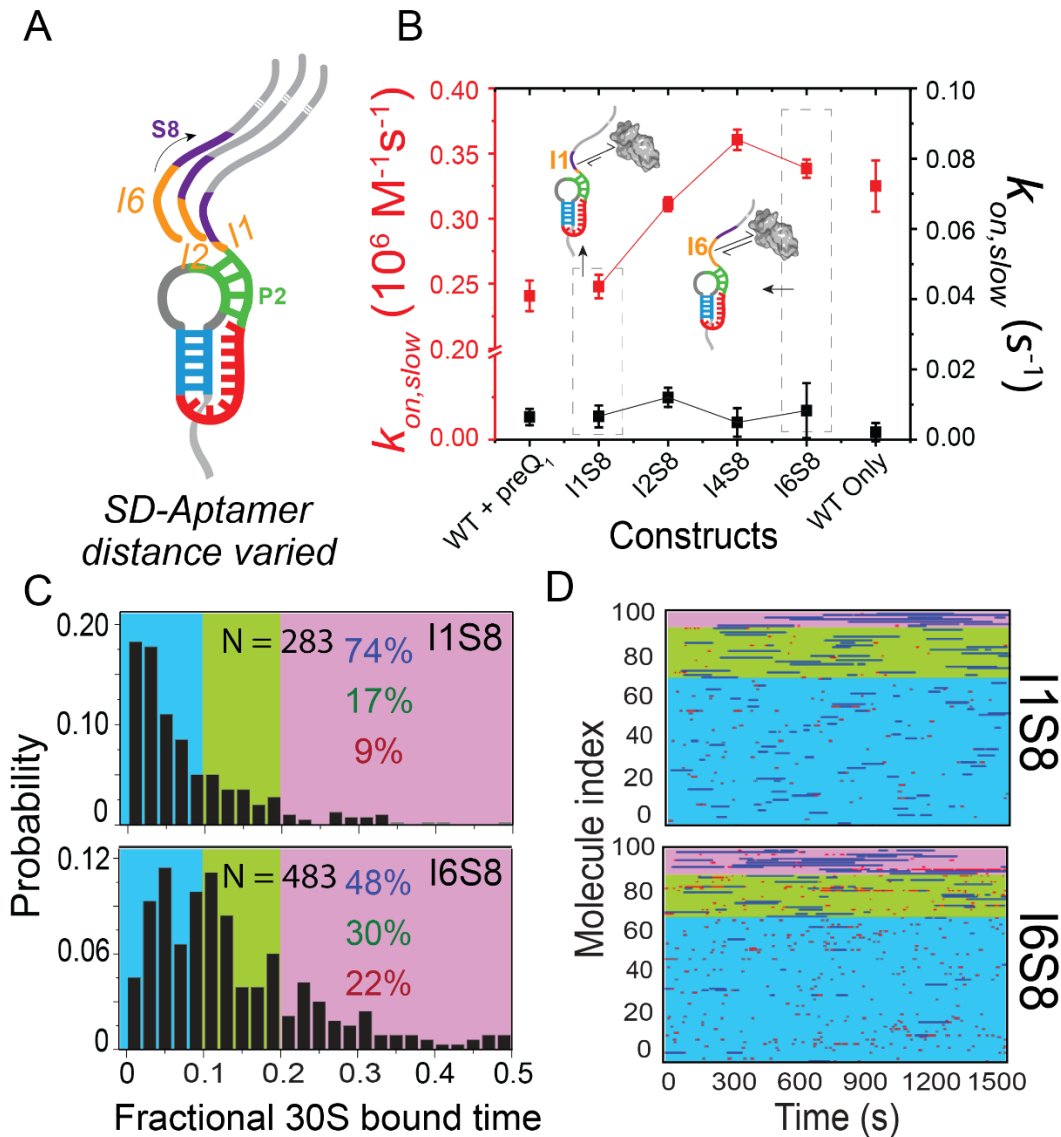 A
S8
I6
I1
I2
P2
SD-Aptamer
distance varied
B
k on,slow (10⁶ M⁻¹s⁻¹)
0.40
0.35
0.30
0.25
0.20
0.00
I1
I6
0.10
0.08
0.06
0.04
0.02
0.01
0.00
k on,slow (s⁻¹)
WT + preQ₁
I1S8
I2S8
I4S8
I6S8
WT Only
Constructs
C
Probability
0.20
0.10
0
N = 283
74%
17%
9%
I1S8
0.12
0.06
0
N = 483
48%
30%
22%
I6S8
0 0.1 0.2 0.3 0.4 0.5
Fractional 30S bound time
D
Molecule index
100
80
60
40
20
0
I1S8
100
80
60
40
20
0
I6S8
0 300 600 900 1200 1500
Time (s)